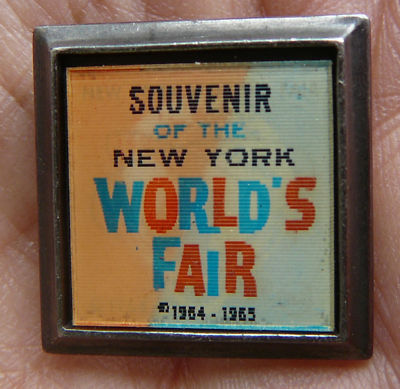 SOUVENIR
OF THE
NEW YORK
WORLD'S
FAIR
© 1964 - 1965